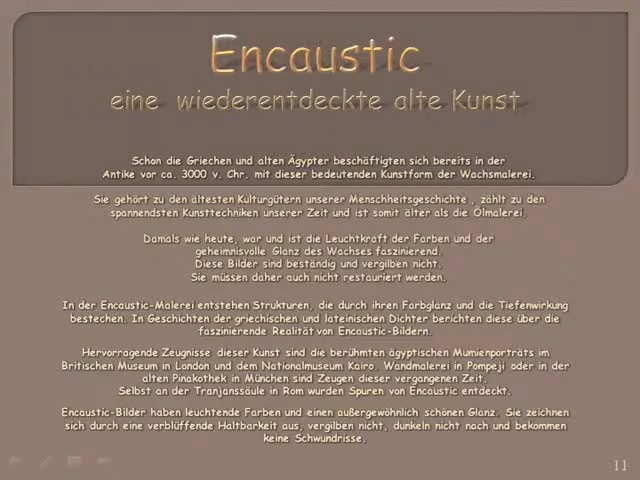 Encaustic
eine wiederentdeckte alte Kunst
Schon die Griechen und alten Ägypter beschäftigten sich bereits in der
Antike vor ca. 3000 v. Chr. mit dieser bedeutenden Kunstform der Wachsmalerei.
Sie gehört zu den ältesten Kulturgütern unserer Menschheitsgeschichte , zählt zu den
spannendsten Kunsttechniken unserer Zeit und ist somit älter als die Ölmalerei.
Damals wie heute, war und ist die Leuchtkraft der Farben und der
geheimnisvolle Glanz des Wachses faszinierend.
Diese Bilder sind beständig und vergilben nicht.
Sie müssen daher auch nicht restauriert werden.
In der Encaustic-Malerei entstehen Strukturen, die durch ihren Farbglanz und die Tiefenwirkung
bestechen. In Geschichten der griechischen und lateinischen Dichter berichten diese über die
faszinierende Realität von Encaustic-Bildern.
Hervorragende Zeugnisse dieser Kunst sind die berühmten ägyptischen Mumienporträts im
Britischen Museum in London und dem Nationalmuseum Kairo. Wandmalerei in Pompeji oder in der
alten Pinakothek in München sind Zeugen dieser vergangenen Zeit.
Selbst an der Tranjanssäule in Rom wurden Spuren von Encaustic entdeckt.
Encaustic-Bilder haben leuchtende Farben und einen außergewöhnlich schönen Glanz. Sie zeichnen
sich durch eine verblüffende Haltbarkeit aus, vergilben nicht, dunkeln nicht nach und bekommen
keine Schwundrisse.
11